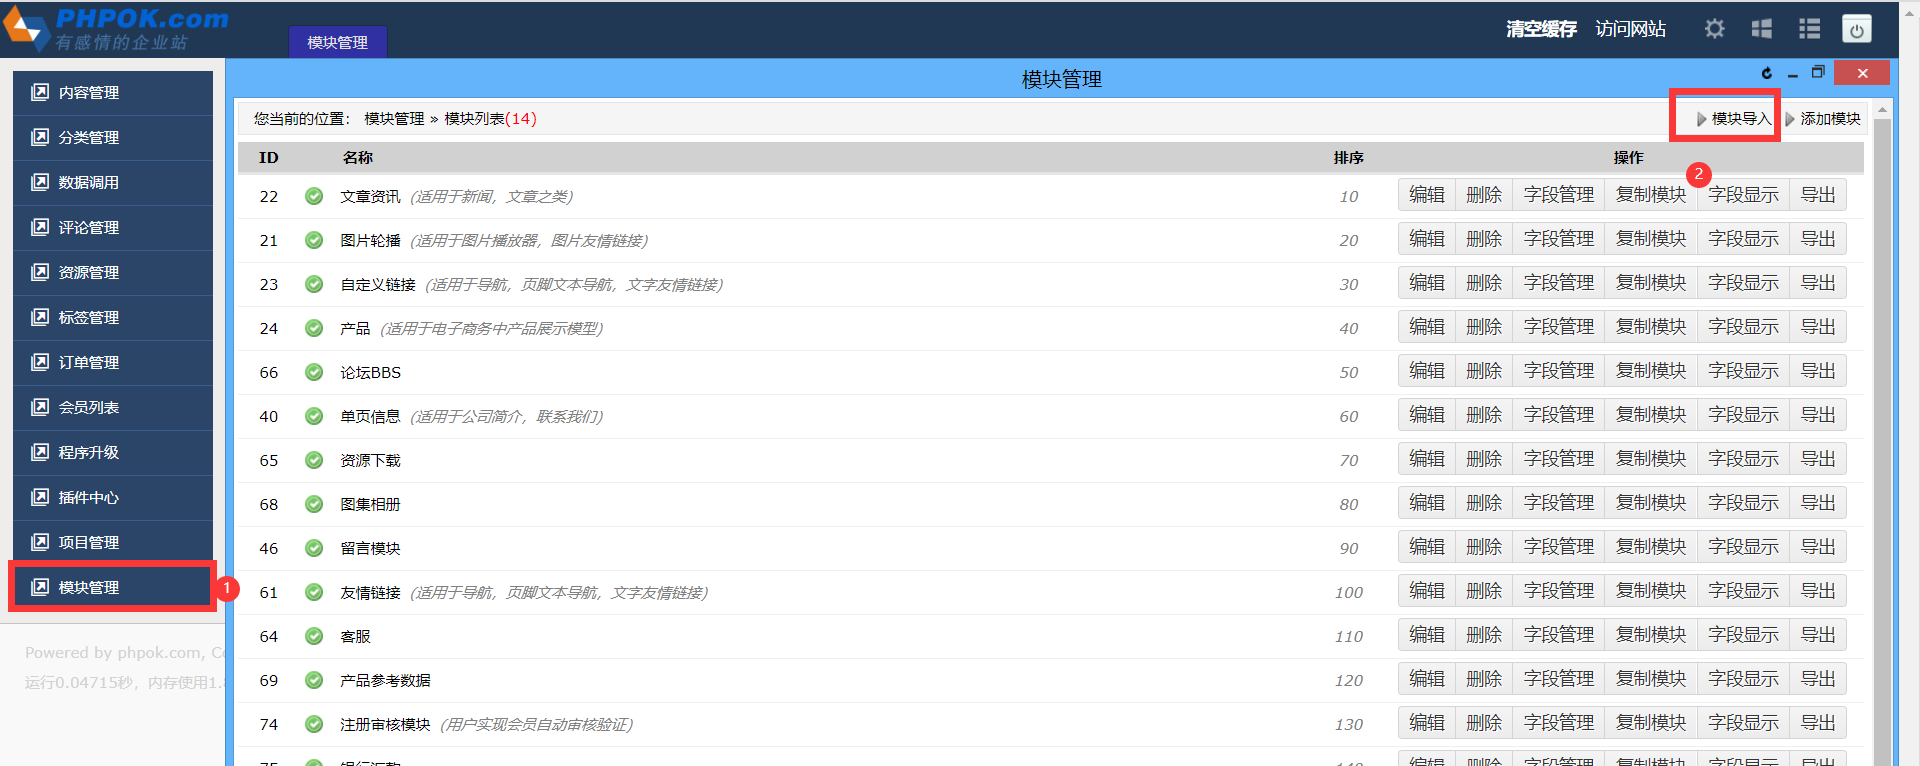 PHPOK.com
有感情的企业站
模块管理
清空缓存 访问网站
内容管理
分类管理
数据调用
评论管理
资源管理
标签管理
订单管理
会员列表
程序升级
插件中心
项目管理
模块管理 1
Powered by phpok.com, C
运行0.04715秒，内存使用1.
模块管理
您当前的位置： 模块管理 » 模块列表(14) 模块导入 添加模块
2
ID 名称 排序 操作
22 文章资讯 (适用于新闻，文章之类) 10 编辑 删除 字段管理 复制模块 字段显示 导出
21 图片轮播 (适用于图片播放器，图片友情链接) 20 编辑 删除 字段管理 复制模块 字段显示 导出
23 自定义链接 (适用于导航，页脚文本导航，文字友情链接) 30 编辑 删除 字段管理 复制模块 字段显示 导出
24 产品 (适用于电子商务中产品展示模型) 40 编辑 删除 字段管理 复制模块 字段显示 导出
66 论坛BBS 50 编辑 删除 字段管理 复制模块 字段显示 导出
40 单页信息 (适用于公司简介，联系我们) 60 编辑 删除 字段管理 复制模块 字段显示 导出
65 资源下载 70 编辑 删除 字段管理 复制模块 字段显示 导出
68 图集相册 80 编辑 删除 字段管理 复制模块 字段显示 导出
46 留言模块 90 编辑 删除 字段管理 复制模块 字段显示 导出
61 友情链接 (适用于导航，页脚文本导航，文字友情链接) 100 编辑 删除 字段管理 复制模块 字段显示 导出
64 客服 110 编辑 删除 字段管理 复制模块 字段显示 导出
69 产品参考数据 120 编辑 删除 字段管理 复制模块 字段显示 导出
74 注册审核模块 (用户实现会员自动审核验证) 130 编辑 删除 字段管理 复制模块 字段显示 导出
编辑 删除 字段管理 复制模块 字段显示 导出